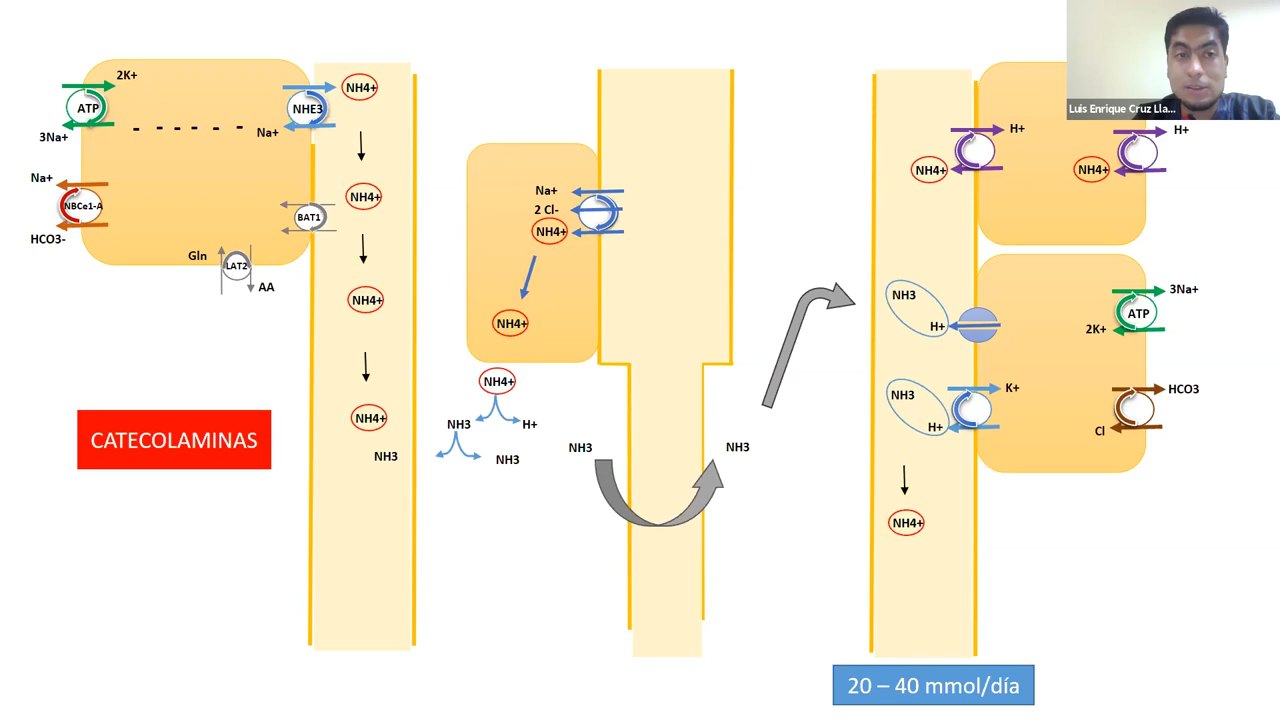 2K+
ATP
3Na+
Na+
NBCe1-A
HCO3-
NHE3
Na+
BAT1
Gln
LAT2
AA
CATECOLAMINAS
NH4+
NH4+
NH4+
NH4+
NH3
Na+
2 Cl-
NH4+
NH4+
NH4+
NH3
H+
NH3
NH3
NH3
Luis Enrique Cruz Lla...
H+
NH4+
H+
NH4+
NH3
H+
3Na+
ATP
2K+
NH3
H+
K+
HCO3
Cl
NH4+
20 – 40 mmol/día